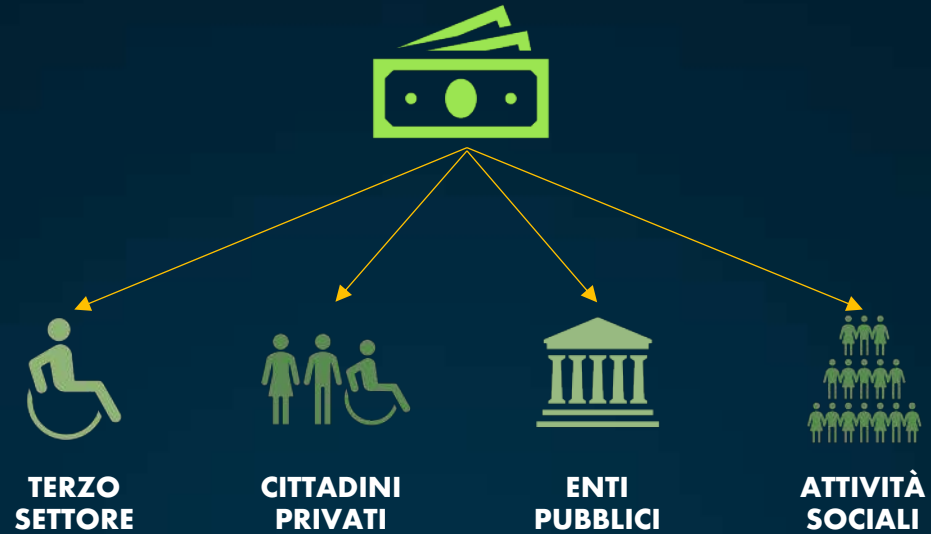 TERZO
SETTORE
CITTADINI
PRIVATI
ENTI
PUBBLICI
ATTIVITÀ
SOCIALI